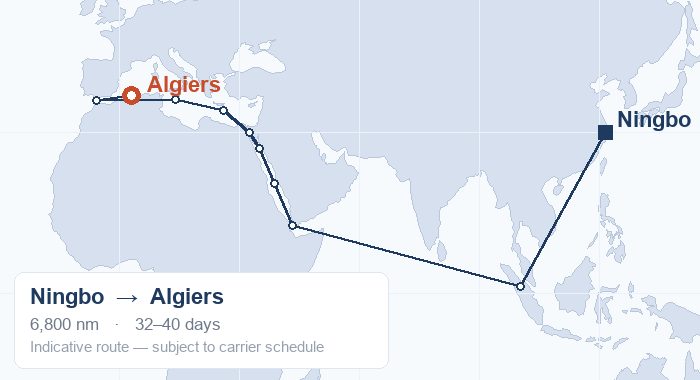 Algiers
Ningbo
Ningbo → Algiers
6,800 nm · 32–40 days
Indicative route — subject to carrier schedule